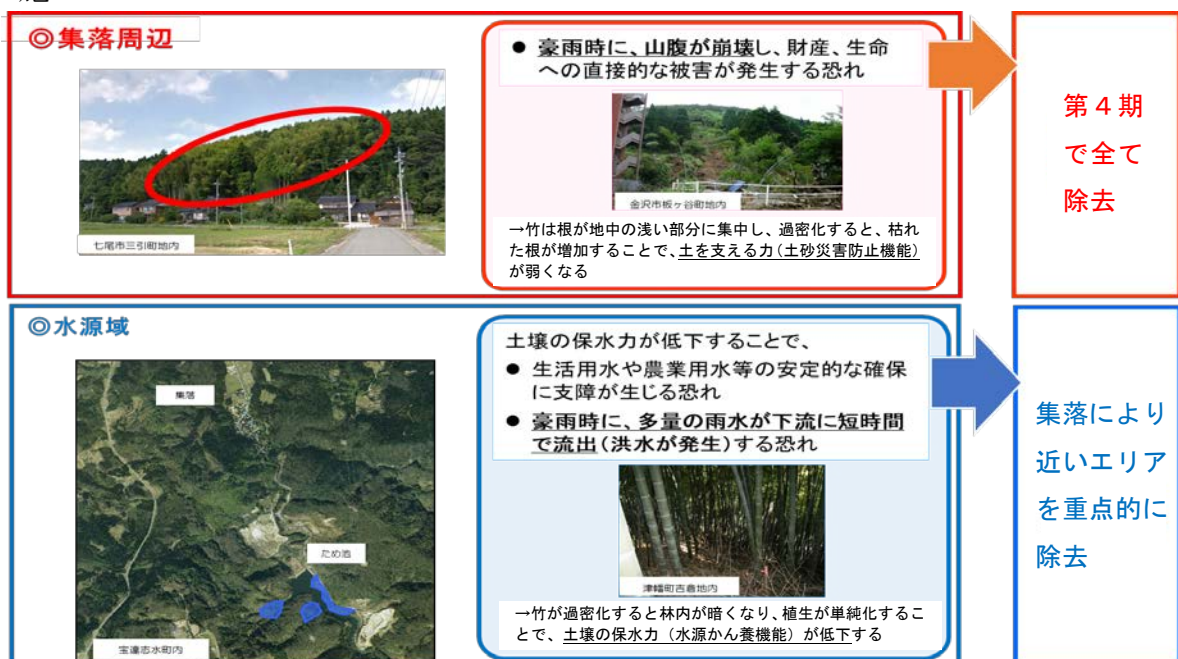 ◎集落周辺
七尾市三引町地内
● 豪雨時に、山腹が崩壊し、財産、生命
への直接的な被害が発生する恐れ
金沢市板ヶ谷町地内
→竹は根が地中の浅い部分に集中し、過密化すると、枯れ
た根が増加することで、土を支える力(土砂災害防止機能)
が弱くなる
第4期
で全て
除去
◎水源域
集落
ため池
宝達志水町内
土壌の保水力が低下することで、
● 生活用水や農業用水等の安定的な確保
に支障が生じる恐れ
● 豪雨時に、多量の雨水が下流に短時間
で流出(洪水が発生)する恐れ
津幡町吉倉地内
→竹が過密化すると林内が暗くなり、植生が単純化するこ
とで、土壌の保水力(水源かん養機能)が低下する
集落により
近いエリア
を重点的に
除去